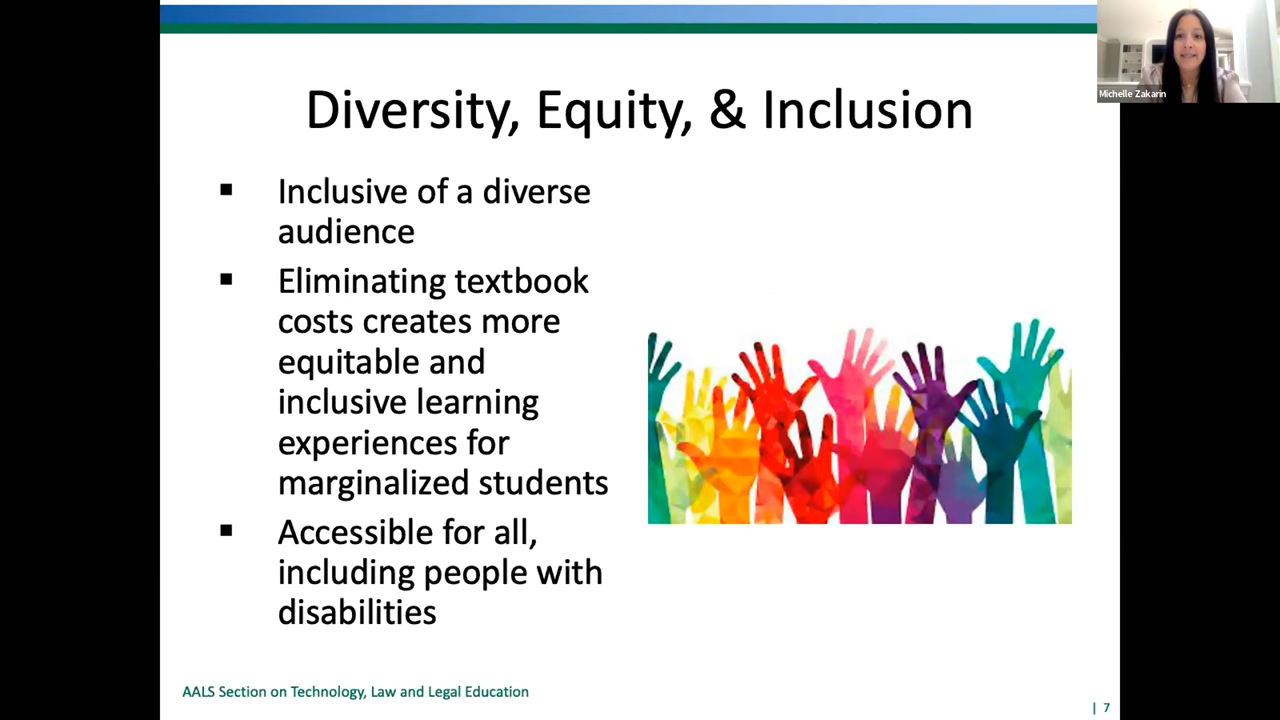 Michelle Zakarin
Diversity, Equity, & Inclusion
▪ Inclusive of a diverse
audience
▪ Eliminating textbook
costs creates more
equitable and
inclusive learning
experiences for
marginalized students
▪ Accessible for all,
including people with
disabilities
AALS Section on Technology, Law and Legal Education
| 7